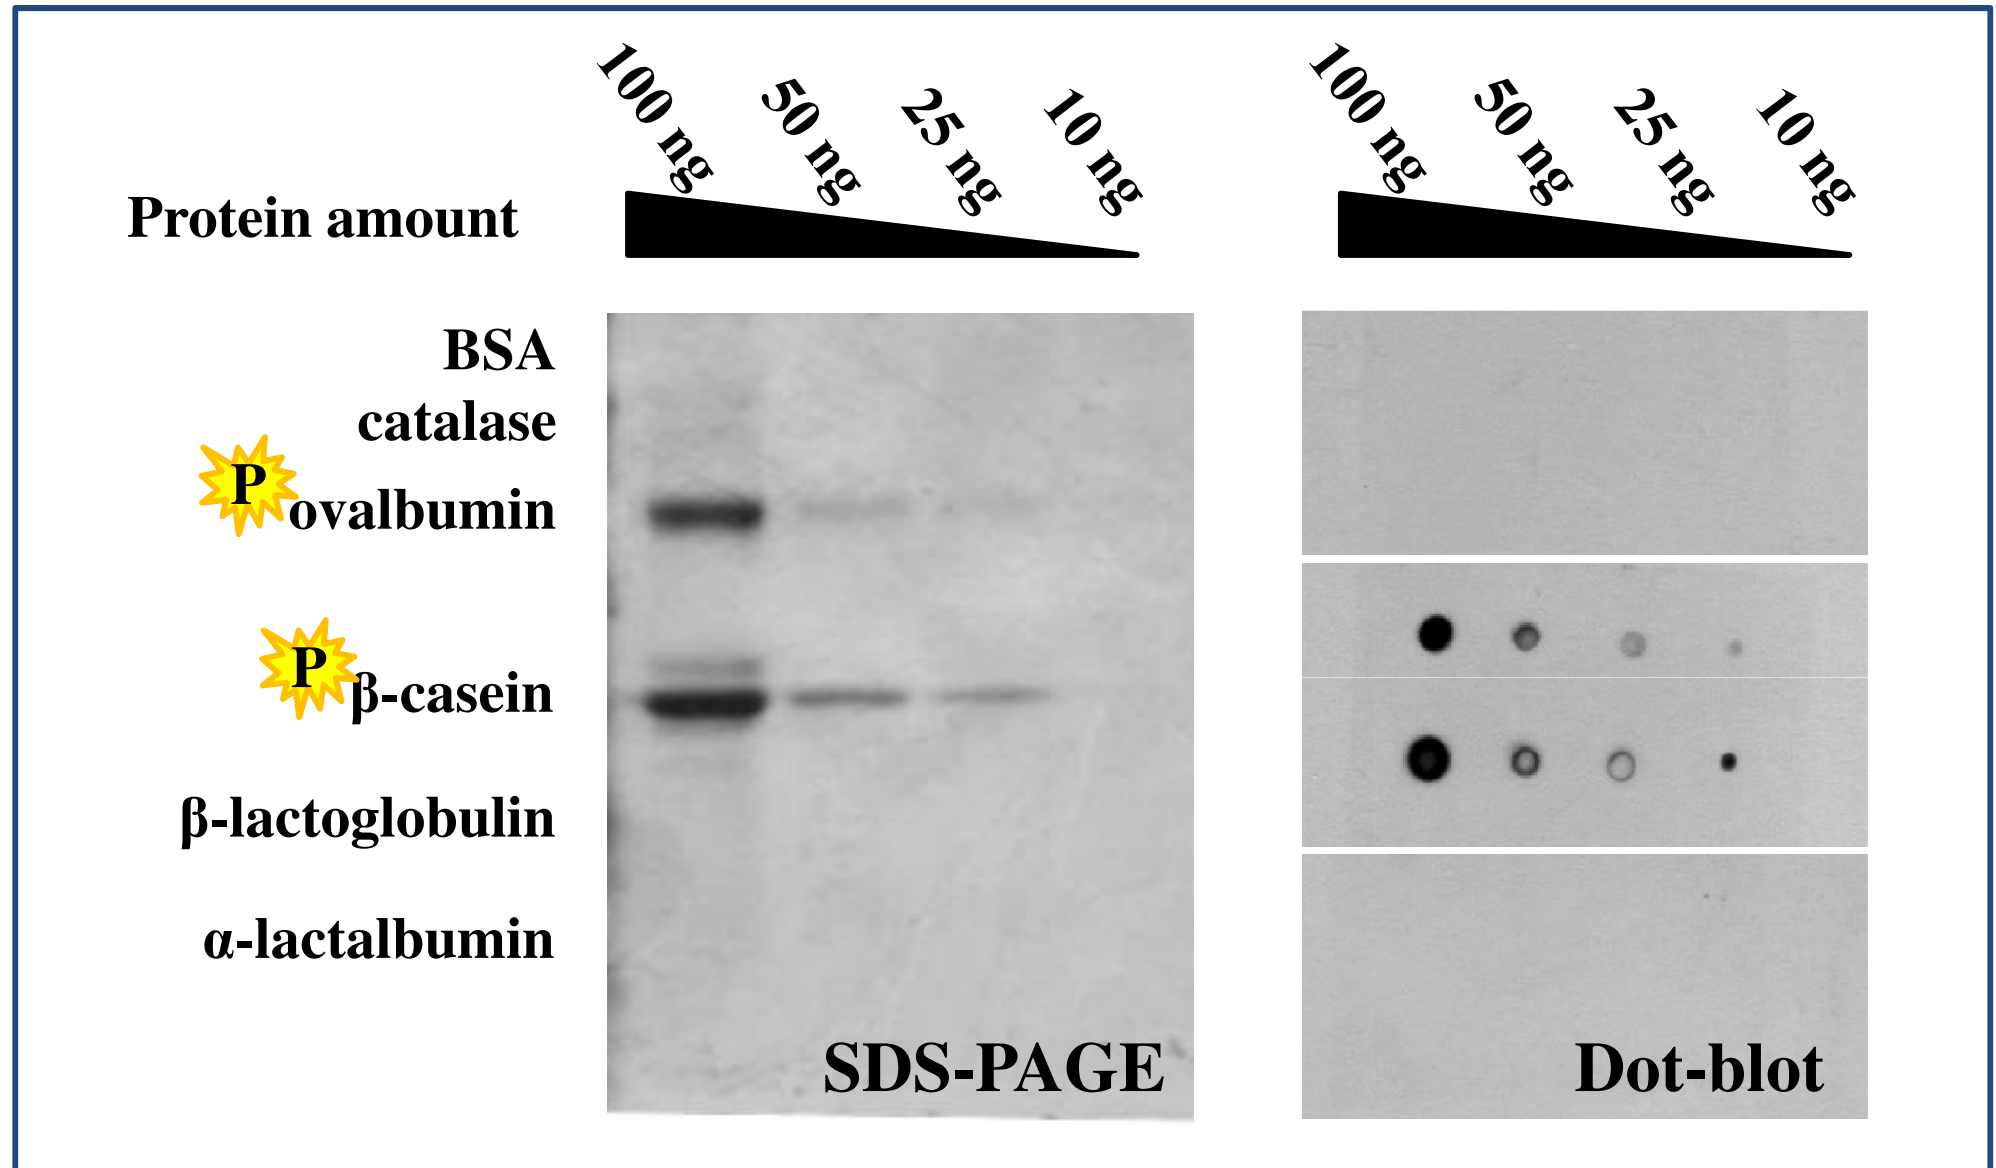 100 ng
50 ng
25 ng
10 ng
100 ng
50 ng
25 ng
10 ng
Protein amount
BSA
catalase
P
ovalbumin
P
β-casein
β-lactoglobulin
α-lactalbumin
SDS-PAGE
Dot-blot